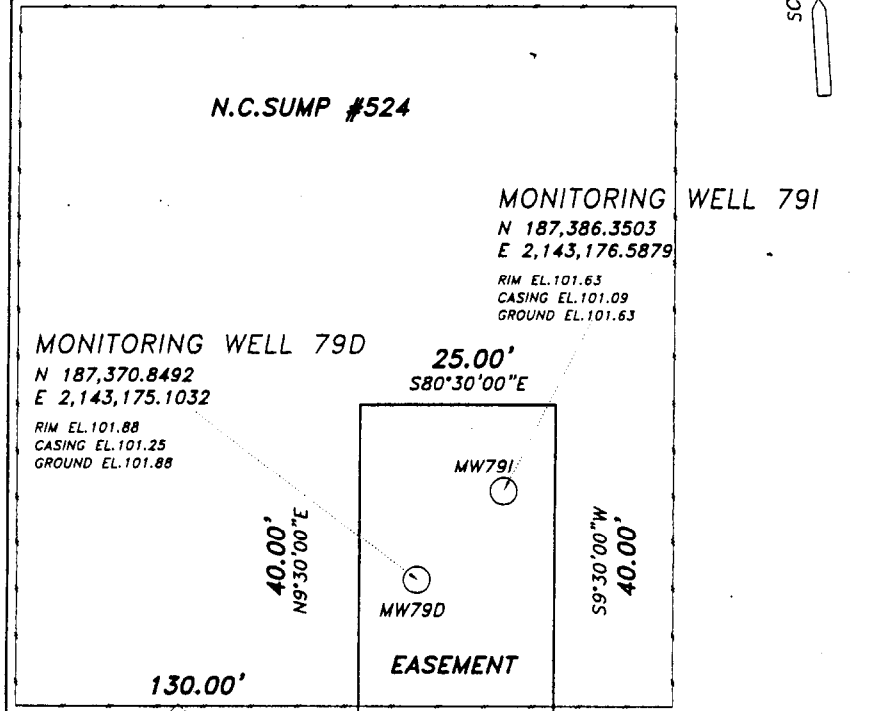 SC
N.C.SUMP #524
MONITORING WELL 79I
N 187,386.3503
E 2,143,176.5879
RIM EL.101.63
CASING EL.101.09
GROUND EL.101.63
MONITORING WELL 79D
N 187,370.8492
E 2,143,175.1032
RIM EL.101.88
CASING EL.101.25
GROUND EL.101.88
25.00'
S80°30'00"E
MW79I
40.00'
N9°30'00"E
S9°30'00"W
40.00'
MW79D
EASEMENT
130.00'